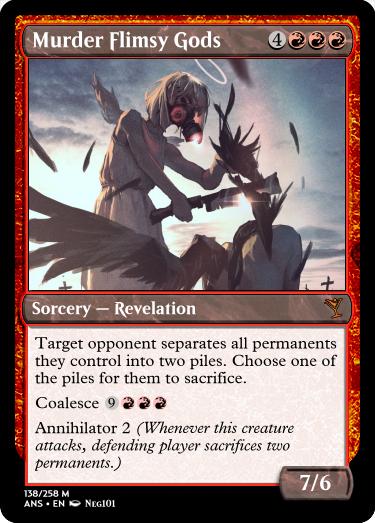 Murder Flimsy Gods 4
Sorcery — Revelation
Target opponent separates all permanents
they control into two piles. Choose one of
the piles for them to sacrifice.
Coalesce 9
Annihilator 2 (Whenever this creature
attacks, defending player sacrifices two
permanents.)
7/6
138/258 M
ANS • EN NEG101